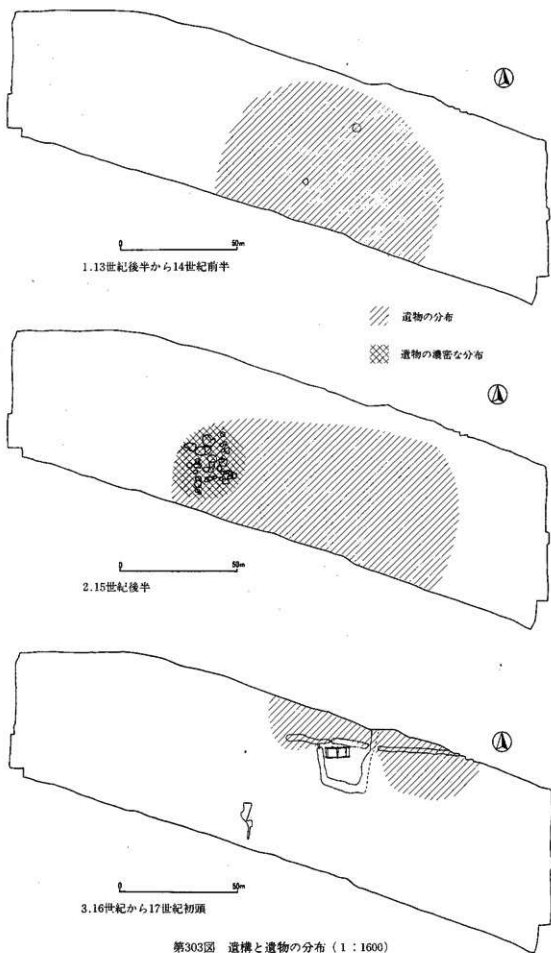 0 50m
1.13世紀後半から14世紀前半
遺物の分布
遺物の濃密な分布
0 50m
2.15世紀後半
0 50m
3.16世紀から17世紀初頭
第303図 遺構と遺物の分布(1:1600)